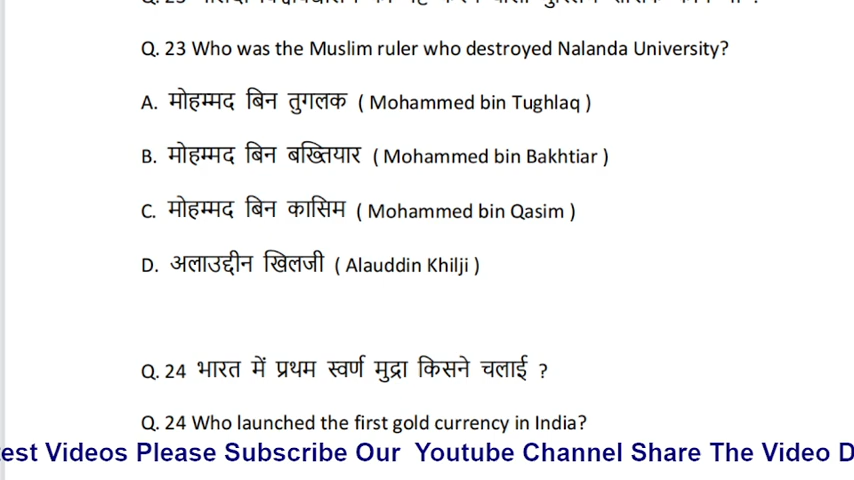 Q. 23 Who was the Muslim ruler who destroyed Nalanda University?
A. मोहम्मद बिन तुगलक ( Mohammed bin Tughlaq )
B. मोहम्मद बिन बख्तियार ( Mohammed bin Bakhtiar )
C. मोहम्मद बिन कासिम ( Mohammed bin Qasim )
D. अलाउद्दीन खिलजी ( Alauddin Khilji )
Q. 24 भारत में प्रथम स्वर्ण मुद्रा किसने चलाई ?
Q. 24 Who launched the first gold currency in India?
test Videos Please Subscribe Our Youtube Channel Share The Video D